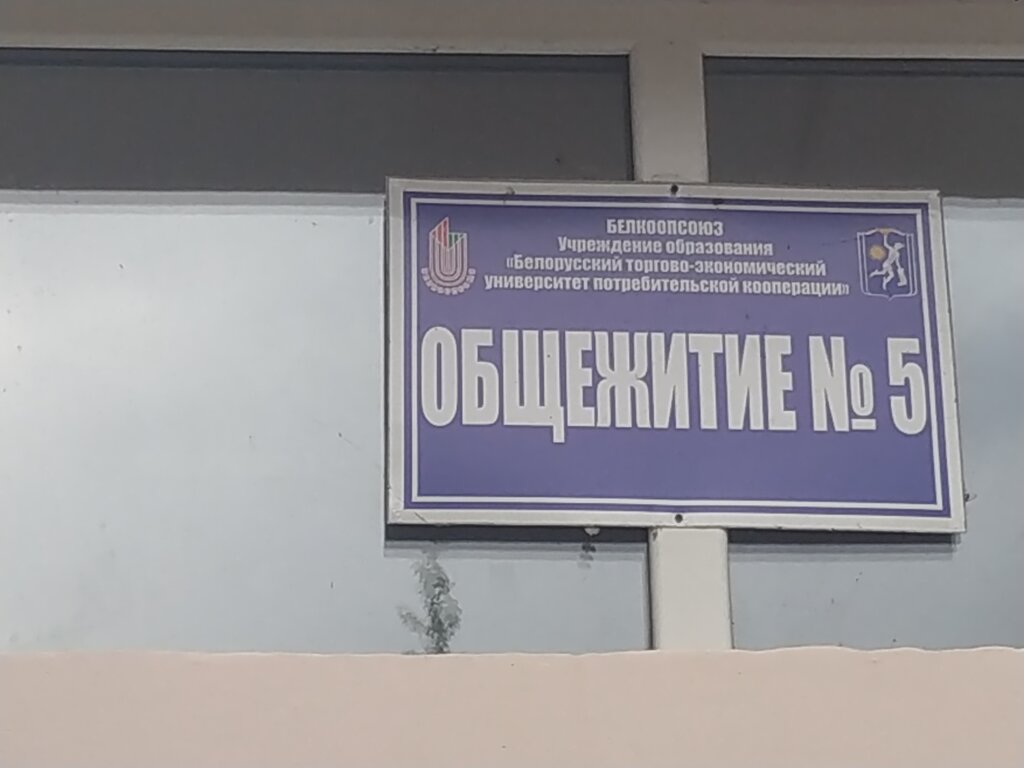 БЕЛКООПСОЮЗ
Учреждение образования
«Белорусский торгово-экономический
университет потребительской кооперации»
ОБЩЕЖИТИЕ № 5